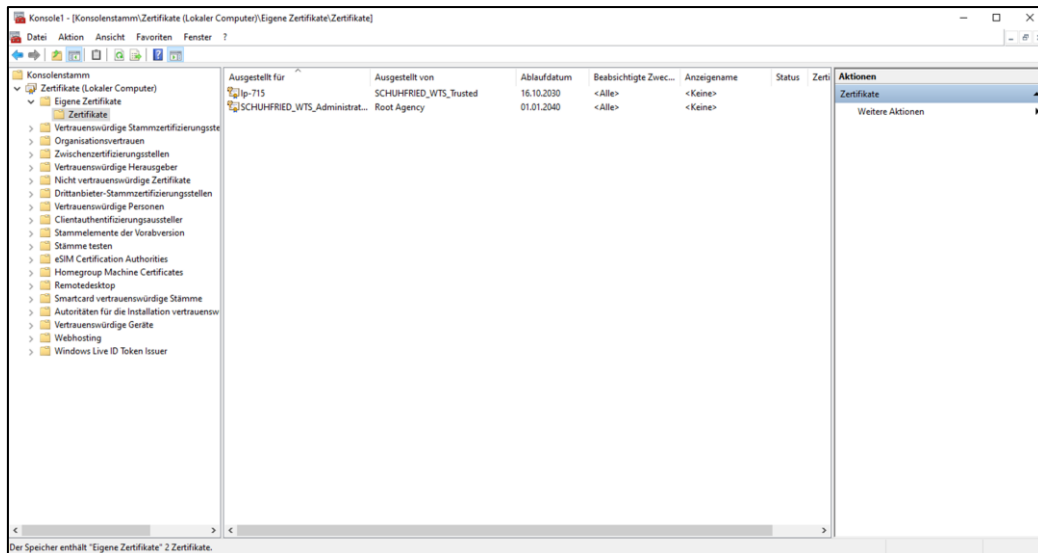 Konsole1 - [Konsolenstamm\Zertifikate (Lokaler Computer)\Eigene Zertifikate\Zertifikate]
Datei Aktion Ansicht Favoriten Fenster ?
Konsolenstamm
Zertifikate (Lokaler Computer)
Eigene Zertifikate
Zertifikate
Vertrauenswürdige Stammzertifizierungsste
Organisationsvertrauen
Zwischenzertifizierungsstellen
Vertrauenswürdige Herausgeber
Nicht vertrauenswürdige Zertifikate
Drittanbieter-Stammzertifizierungsstellen
Vertrauenswürdige Personen
Clientauthentifizierungsaussteller
Stammelemente der Vorabversion
Stämme testen
eSIM Certification Authorities
Homegroup Machine Certificates
Remotedesktop
Smartcard vertrauenswürdige Stämme
Autoritäten für die Installation vertrauensw
Vertrauenswürdige Geräte
Webhosting
Windows Live ID Token Issuer
Ausgestellt für Ausgestellt von Ablaufdatum Beabsichtigte Zwec... Anzeigename Status Zerti
lp-715 SCHUHFRIED_WTS_Trusted 16.10.2030 <Alle> <Keine>
SCHUHFRIED_WTS_Administrat... Root Agency 01.01.2040 <Alle> <Keine>
Aktionen
Zertifikate
Weitere Aktionen
Der Speicher enthält "Eigene Zertifikate" 2 Zertifikate.